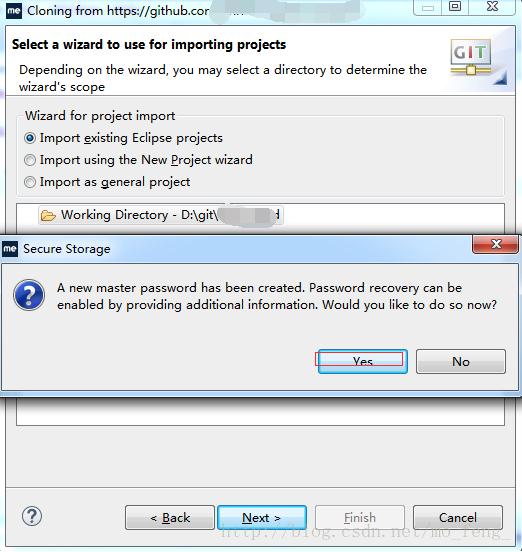 me Cloning from https://github.co
Select a wizard to use for importing projects
Depending on the wizard, you may select a directory to determine the
wizard's scope
GIT
Wizard for project import
Import existing Eclipse projects
Import using the New Project wizard
Import as general project
Working Directory - D:\git\
me Secure Storage
A new master password has been created. Password recovery can be
enabled by providing additional information. Would you like to do so now?
Yes No
? < Back Next > Finish Cancel
http://blog.csdn.net/mo_feng_